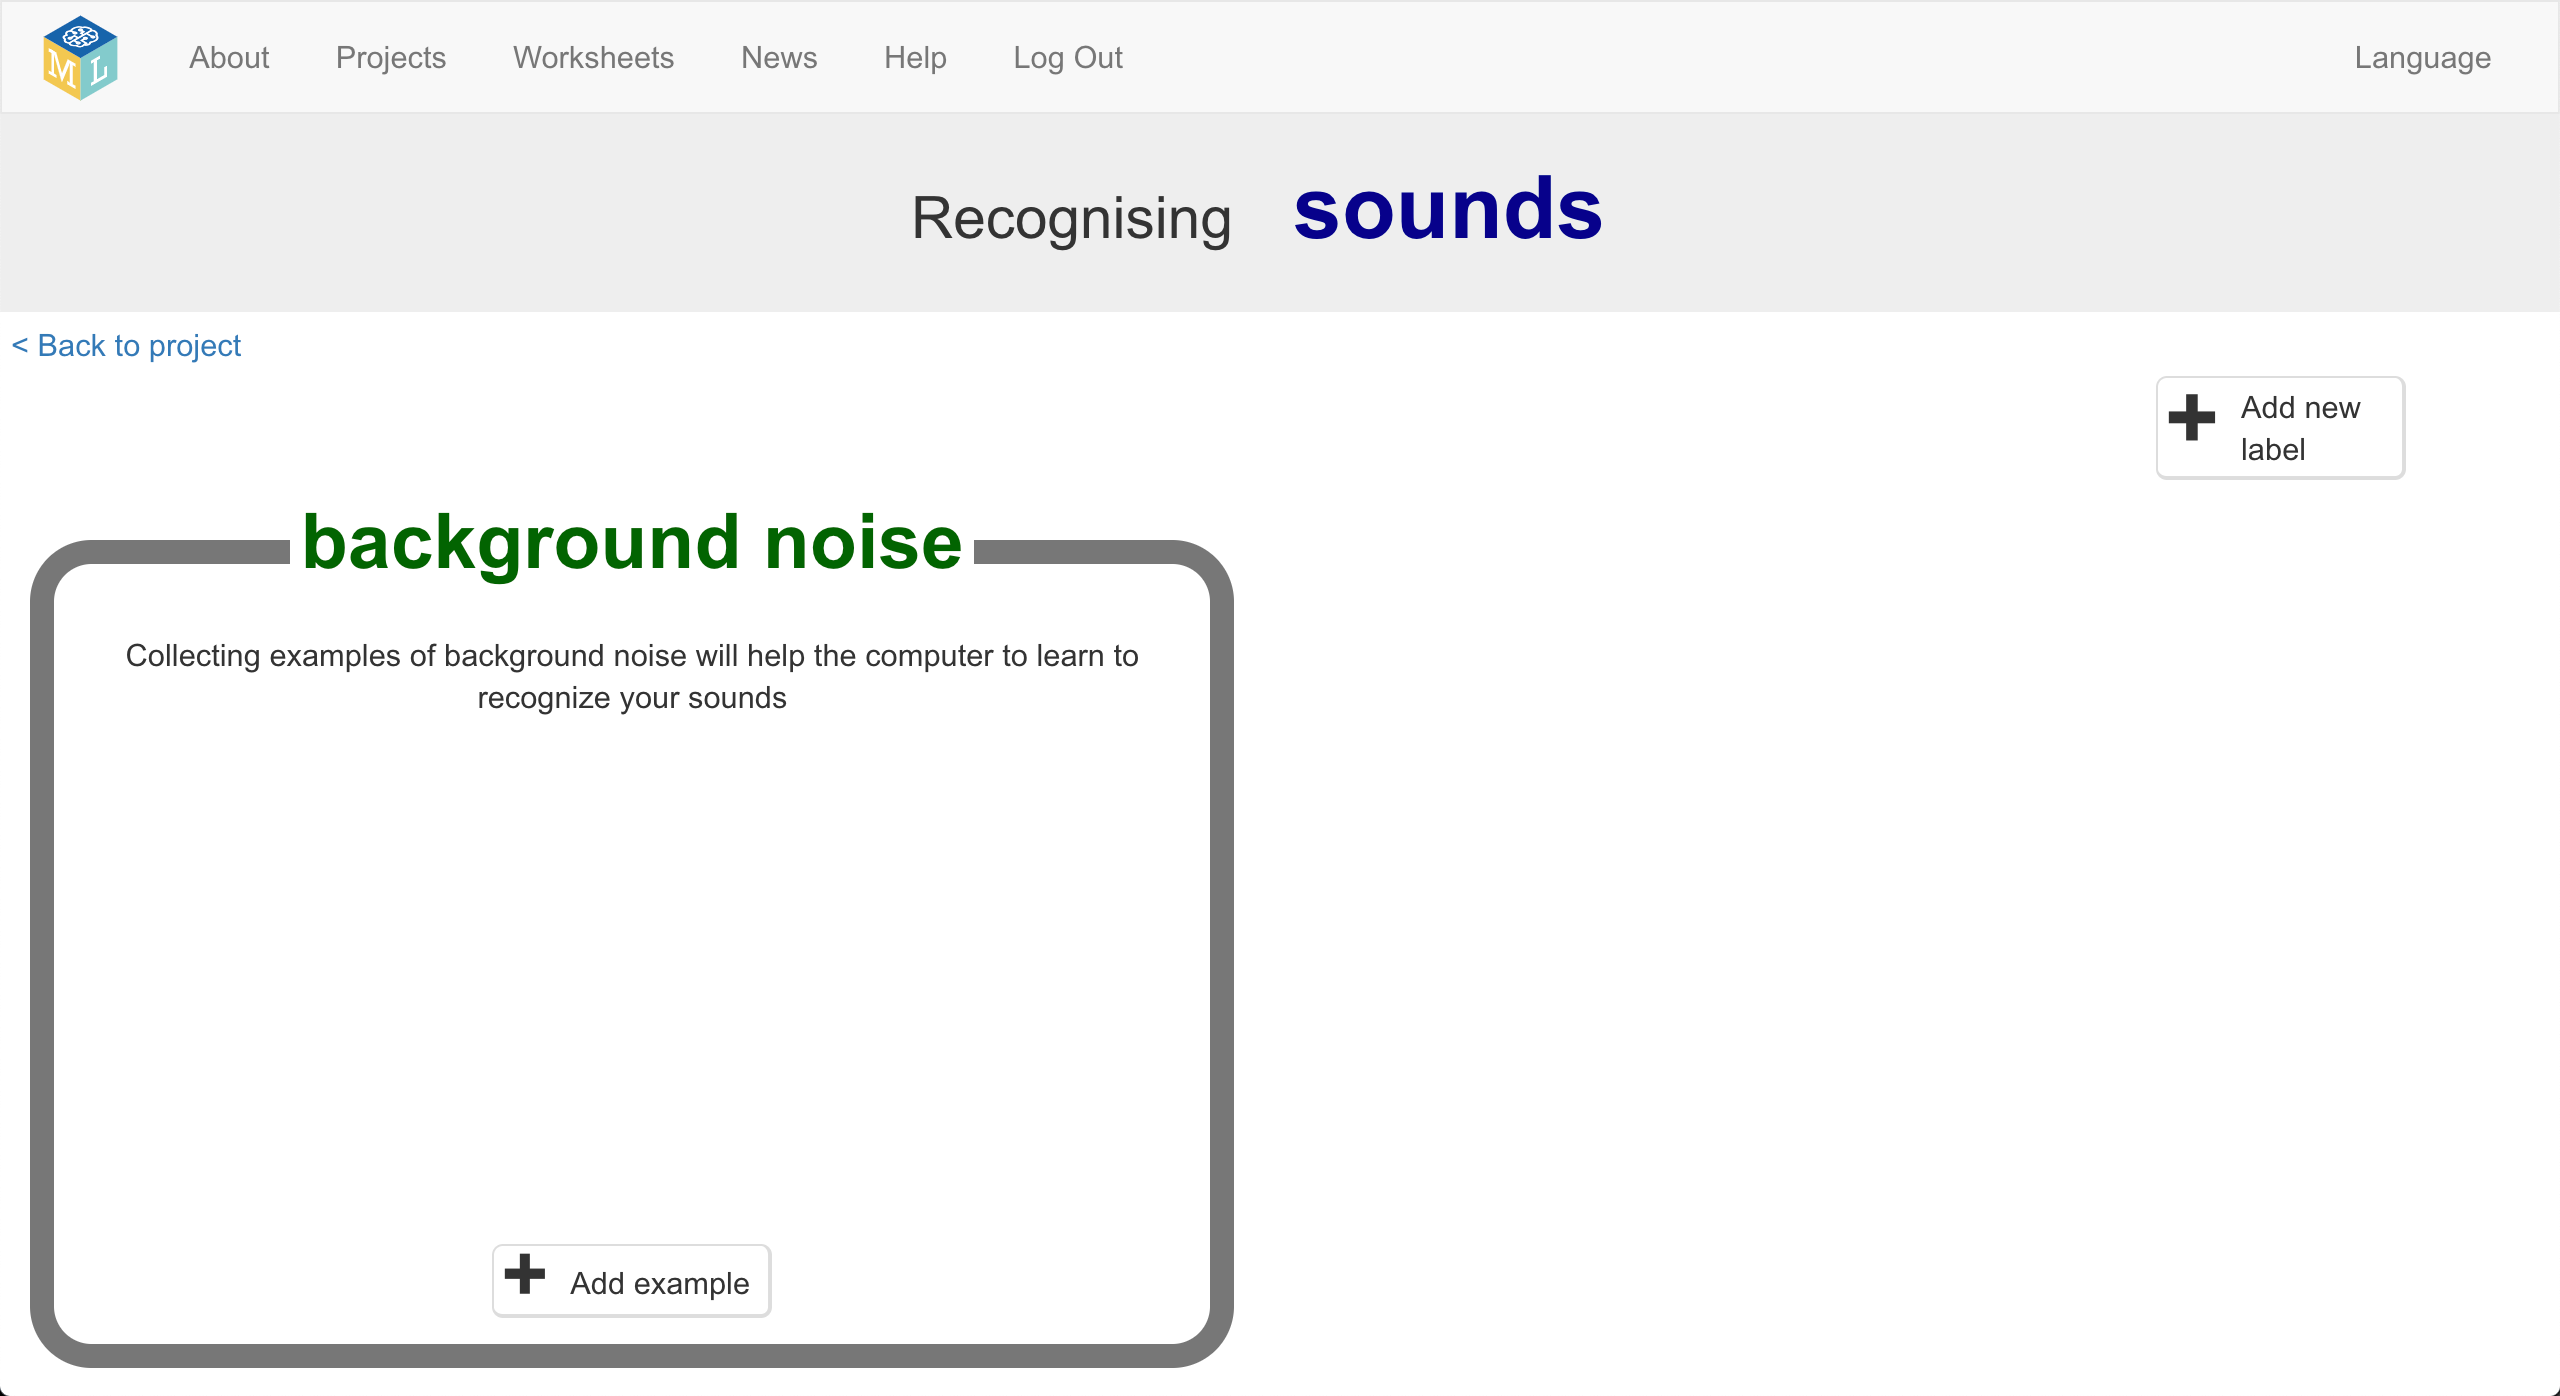 M L
About Projects Worksheets News Help Log Out Language
Recognising sounds
< Back to project
Add new
label
background noise
Collecting examples of background noise will help the computer to learn to
recognize your sounds
Add example